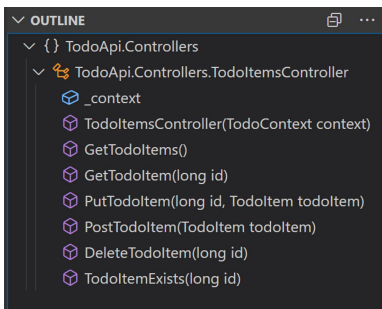 OUTLINE
{} TodoApi.Controllers
TodoApi.Controllers.TodoItemsController
_context
TodoItemsController(TodoContext context)
GetTodoItems()
GetTodoItem(long id)
PutTodoItem(long id, TodoItem todoItem)
PostTodoItem(TodoItem todoItem)
DeleteTodoItem(long id)
TodoItemExists(long id)